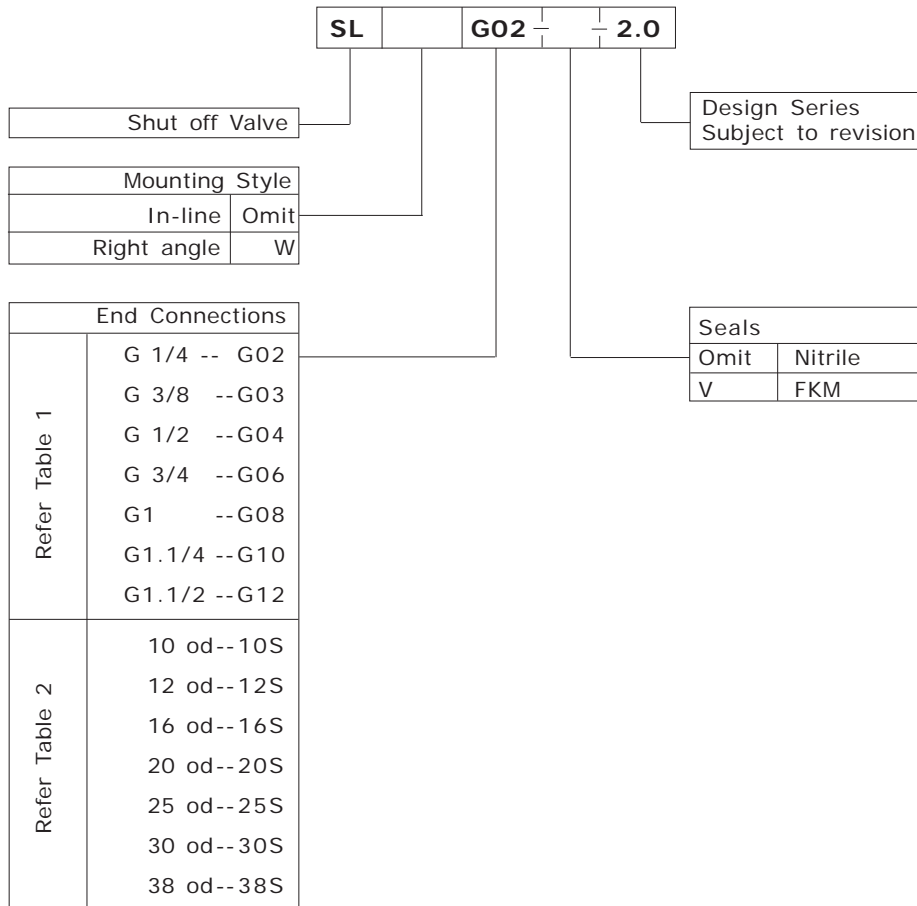 SL G02 - - 2.0
Shut off Valve
Design Series
Subject to revision
Mounting Style
In-line Omit
Right angle W
End Connections
Refer Table 1
G 1/4 -- G02
G 3/8 --G03
G 1/2 --G04
G 3/4 --G06
G1 --G08
G1.1/4 --G10
G1.1/2 --G12
Refer Table 2
10 od--10S
12 od--12S
16 od--16S
20 od--20S
25 od--25S
30 od--30S
38 od--38S
Seals
Omit Nitrile
V FKM